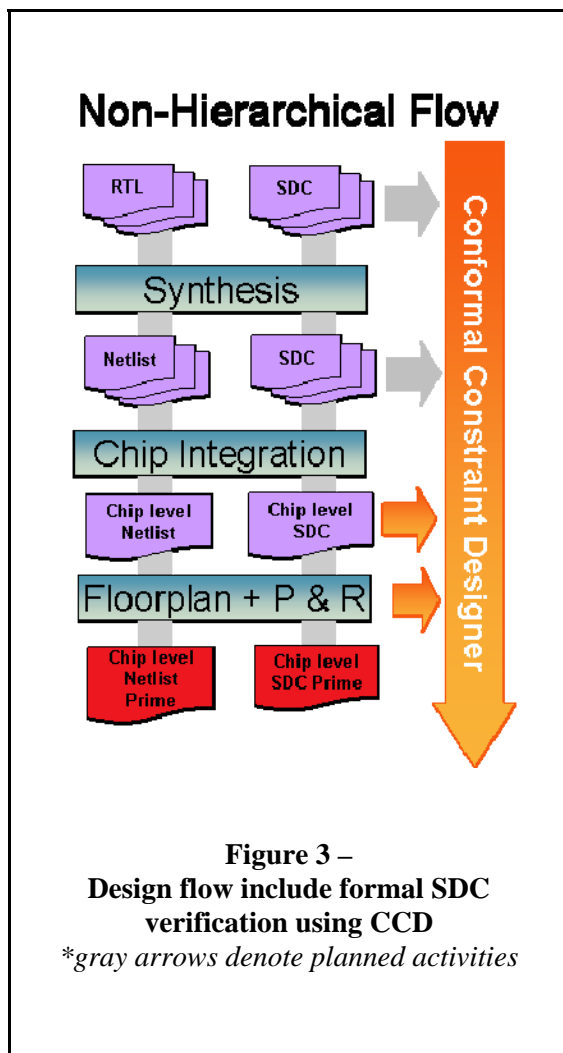 Non-Hierarchical Flow
RTL
SDC
Synthesis
Netlist
SDC
Chip Integration
Chip level
Netlist
Chip level
SDC
Floorplan + P & R
Chip level
Netlist
Prime
Chip level
SDC Prime
Conformal Constraint Designer
Figure 3 –
Design flow include formal SDC
verification using CCD
*gray arrows denote planned activities